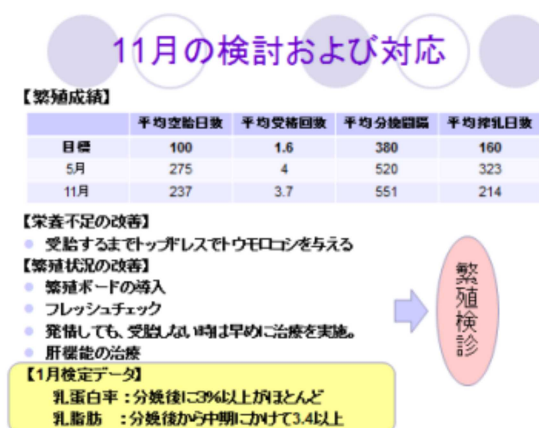 11月の検討および対応
【繁殖成績】
平均空胎日数 平均受精回数 平均分娩間隔 平均搾乳日数
目標 100 1.6 380 160
5月 275 4 520 323
11月 237 3.7 551 214
【栄養不足の改善】
受胎するまでトップドレスでトウモロコシを与える
【繁殖状況の改善】
繁殖ボードの導入
フレッシュチェック
発情しても、受胎しない時は早めに治療を実施。
肝機能の治療
繁殖検診
【1月検定データ】
乳蛋白率：分娩後に3%以上がほとんど
乳脂肪　：分娩後から中期にかけて3.4以上